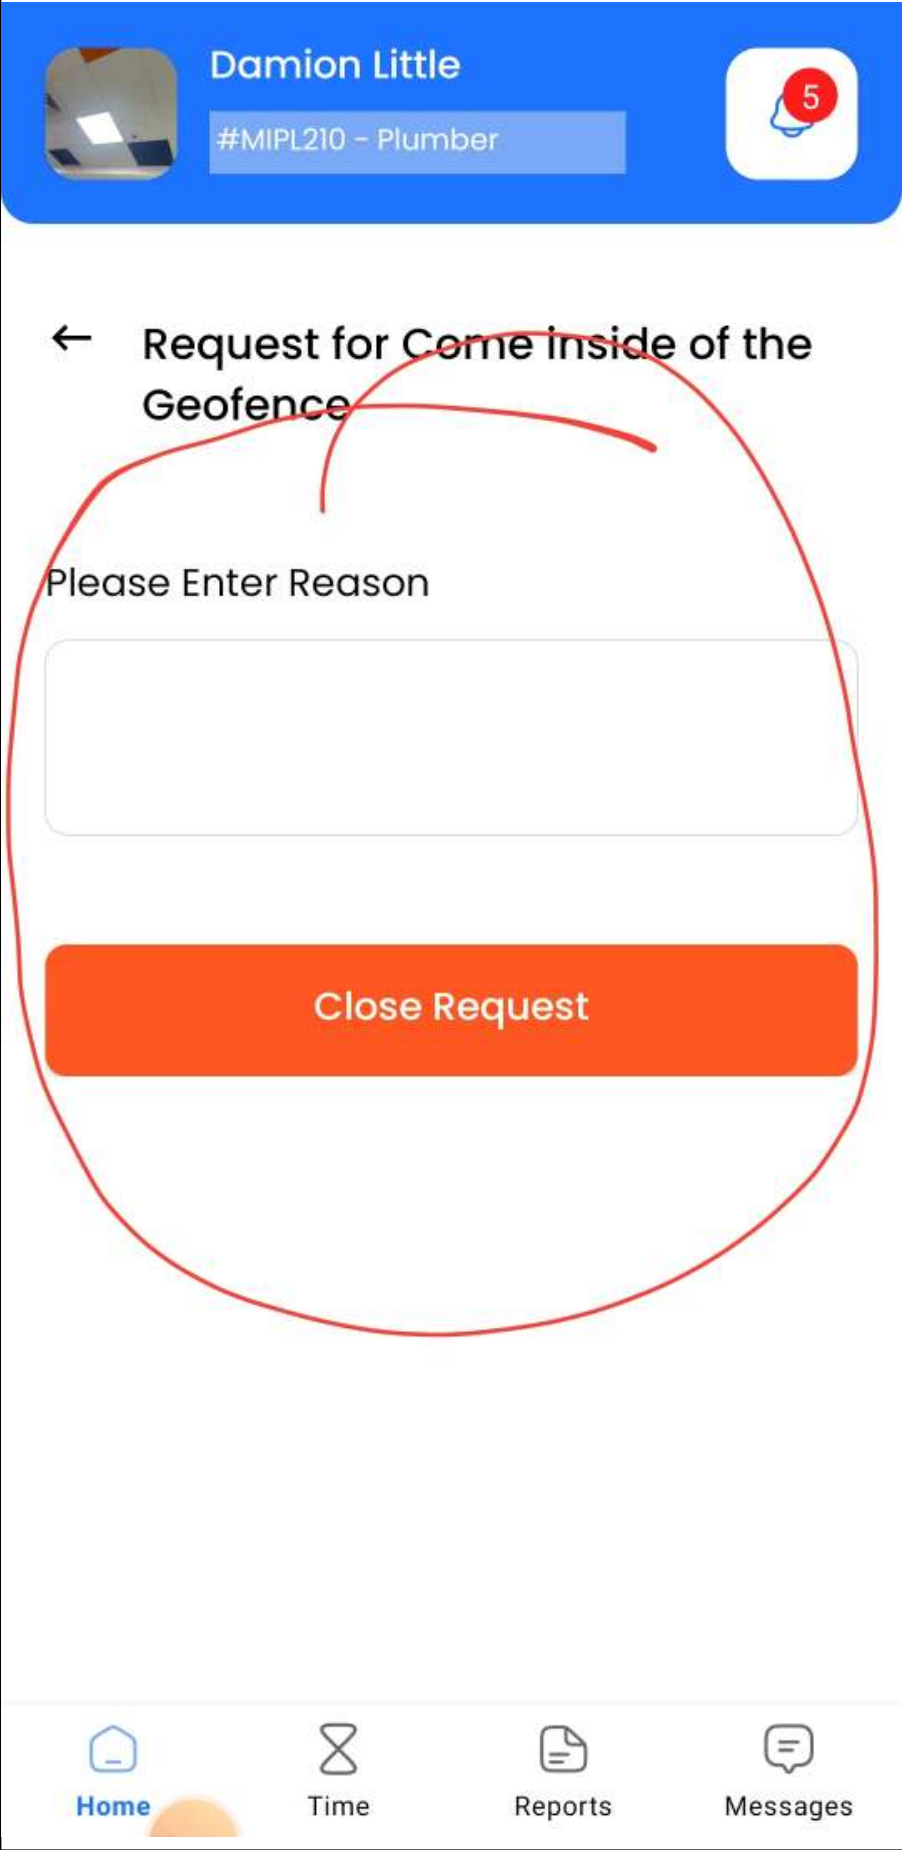 Damion Little
5
#MIPL210 - Plumber
Request for Come inside of the
Geofence
Please Enter Reason
Close Request
Home
Time
Reports
Messages